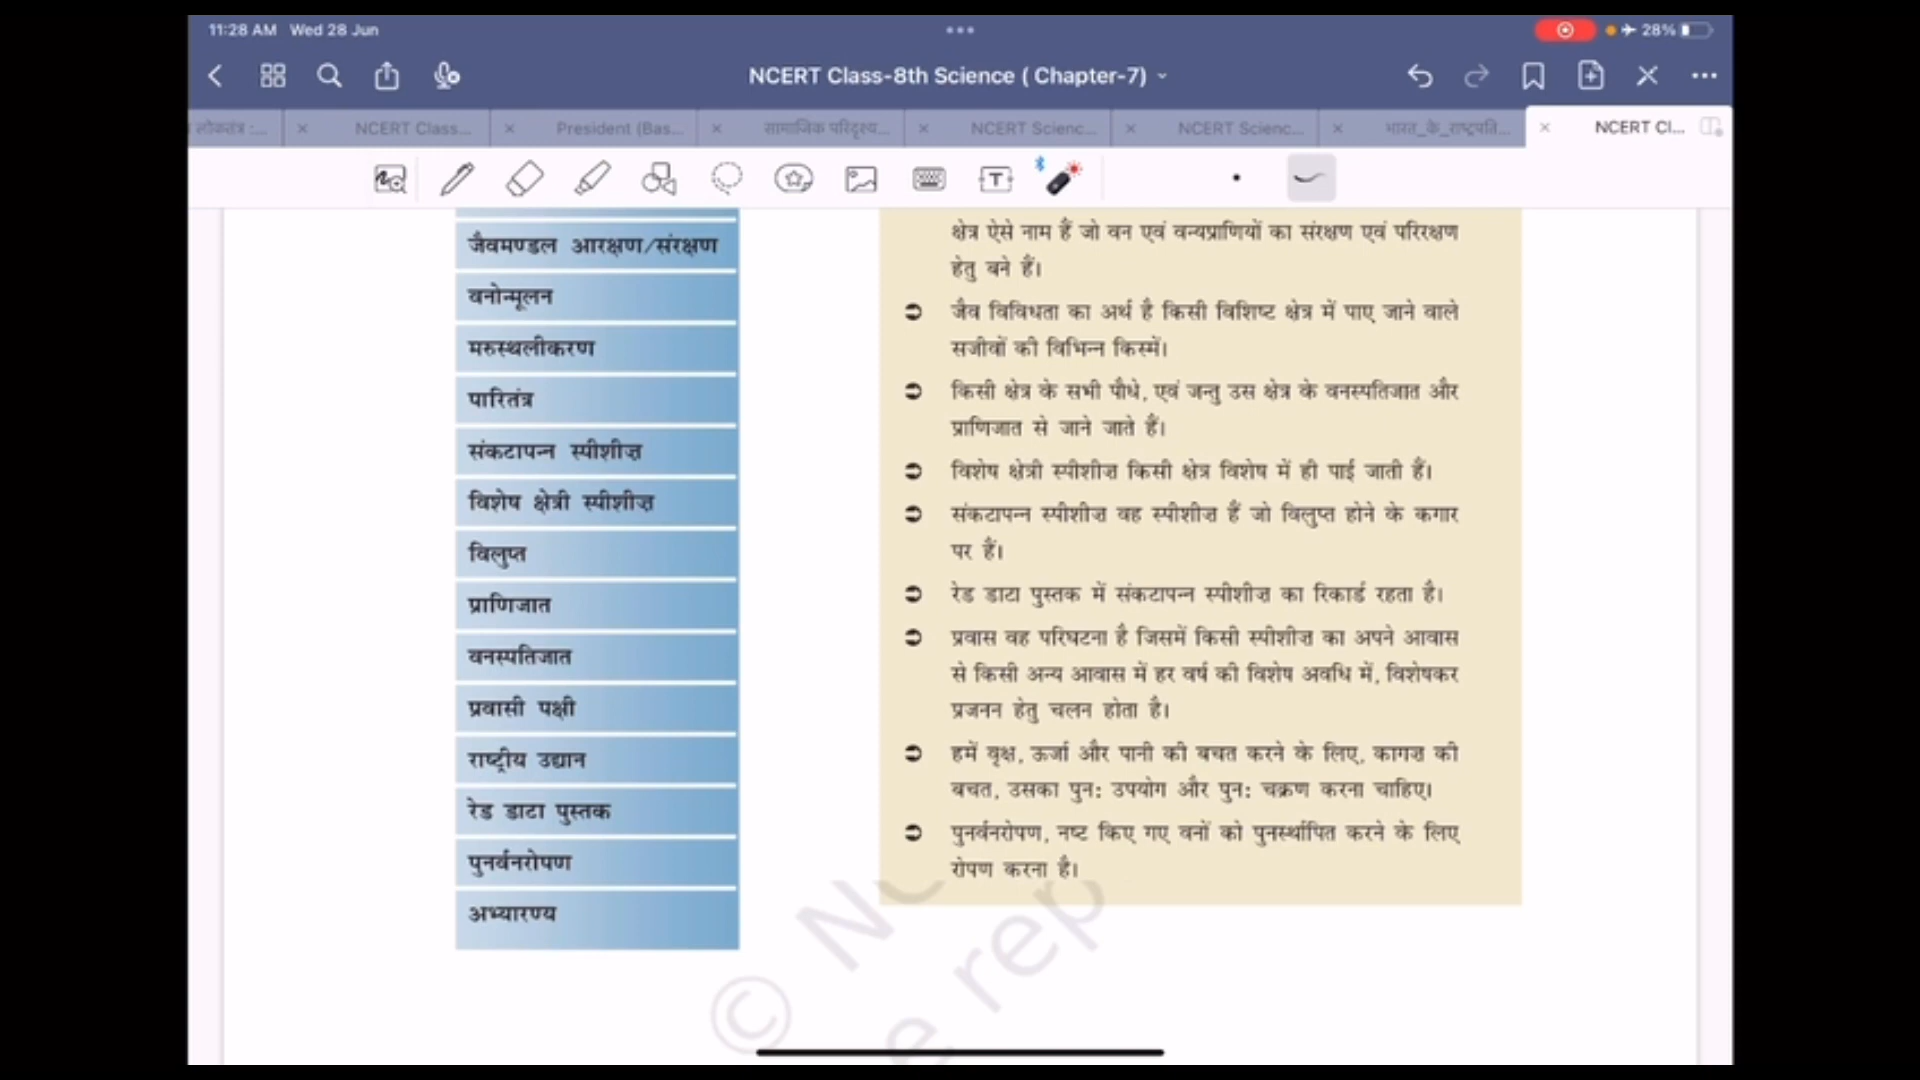 11:28 AM Wed 28 Jun
28%
NCERT Class-8th Science ( Chapter-7)
लोकतंत्र :...
NCERT Class...
President (Bas...
सामाजिक परिदृश्य...
NCERT Scienc...
NCERT Scienc...
भारत_के_राष्ट्रपति...
NCERT Cl...
जैवमण्डल आरक्षण/संरक्षण
वनोन्मूलन
मरुस्थलीकरण
पारितंत्र
संकटापन्न स्पीशीज़
विशेष क्षेत्री स्पीशीज़
विलुप्त
प्राणिजात
वनस्पतिजात
प्रवासी पक्षी
राष्ट्रीय उद्यान
रेड डाटा पुस्तक
पुनर्वनरोपण
अभ्यारण्य
क्षेत्र ऐसे नाम हैं जो वन एवं वन्यप्राणियों का संरक्षण एवं परिरक्षण
हेतु बने हैं।
जैव विविधता का अर्थ है किसी विशिष्ट क्षेत्र में पाए जाने वाले
सजीवों की विभिन्न किस्में।
किसी क्षेत्र के सभी पौधे, एवं जन्तु उस क्षेत्र के वनस्पतिजात और
प्राणिजात से जाने जाते हैं।
विशेष क्षेत्री स्पीशीज़ किसी क्षेत्र विशेष में ही पाई जाती हैं।
संकटापन्न स्पीशीज़ वह स्पीशीज़ हैं जो विलुप्त होने के कगार
पर हैं।
रेड डाटा पुस्तक में संकटापन्न स्पीशीज़ का रिकार्ड रहता है।
प्रवास वह परिघटना है जिसमें किसी स्पीशीज़ का अपने आवास
से किसी अन्य आवास में हर वर्ष की विशेष अवधि में, विशेषकर
प्रजनन हेतु चलन होता है।
हमें वृक्ष, ऊर्जा और पानी की बचत करने के लिए, कागज़ की
बचत, उसका पुन: उपयोग और पुन: चक्रण करना चाहिए।
पुनर्वनरोपण, नष्ट किए गए वनों को पुनर्स्थापित करने के लिए
रोपण करना है।